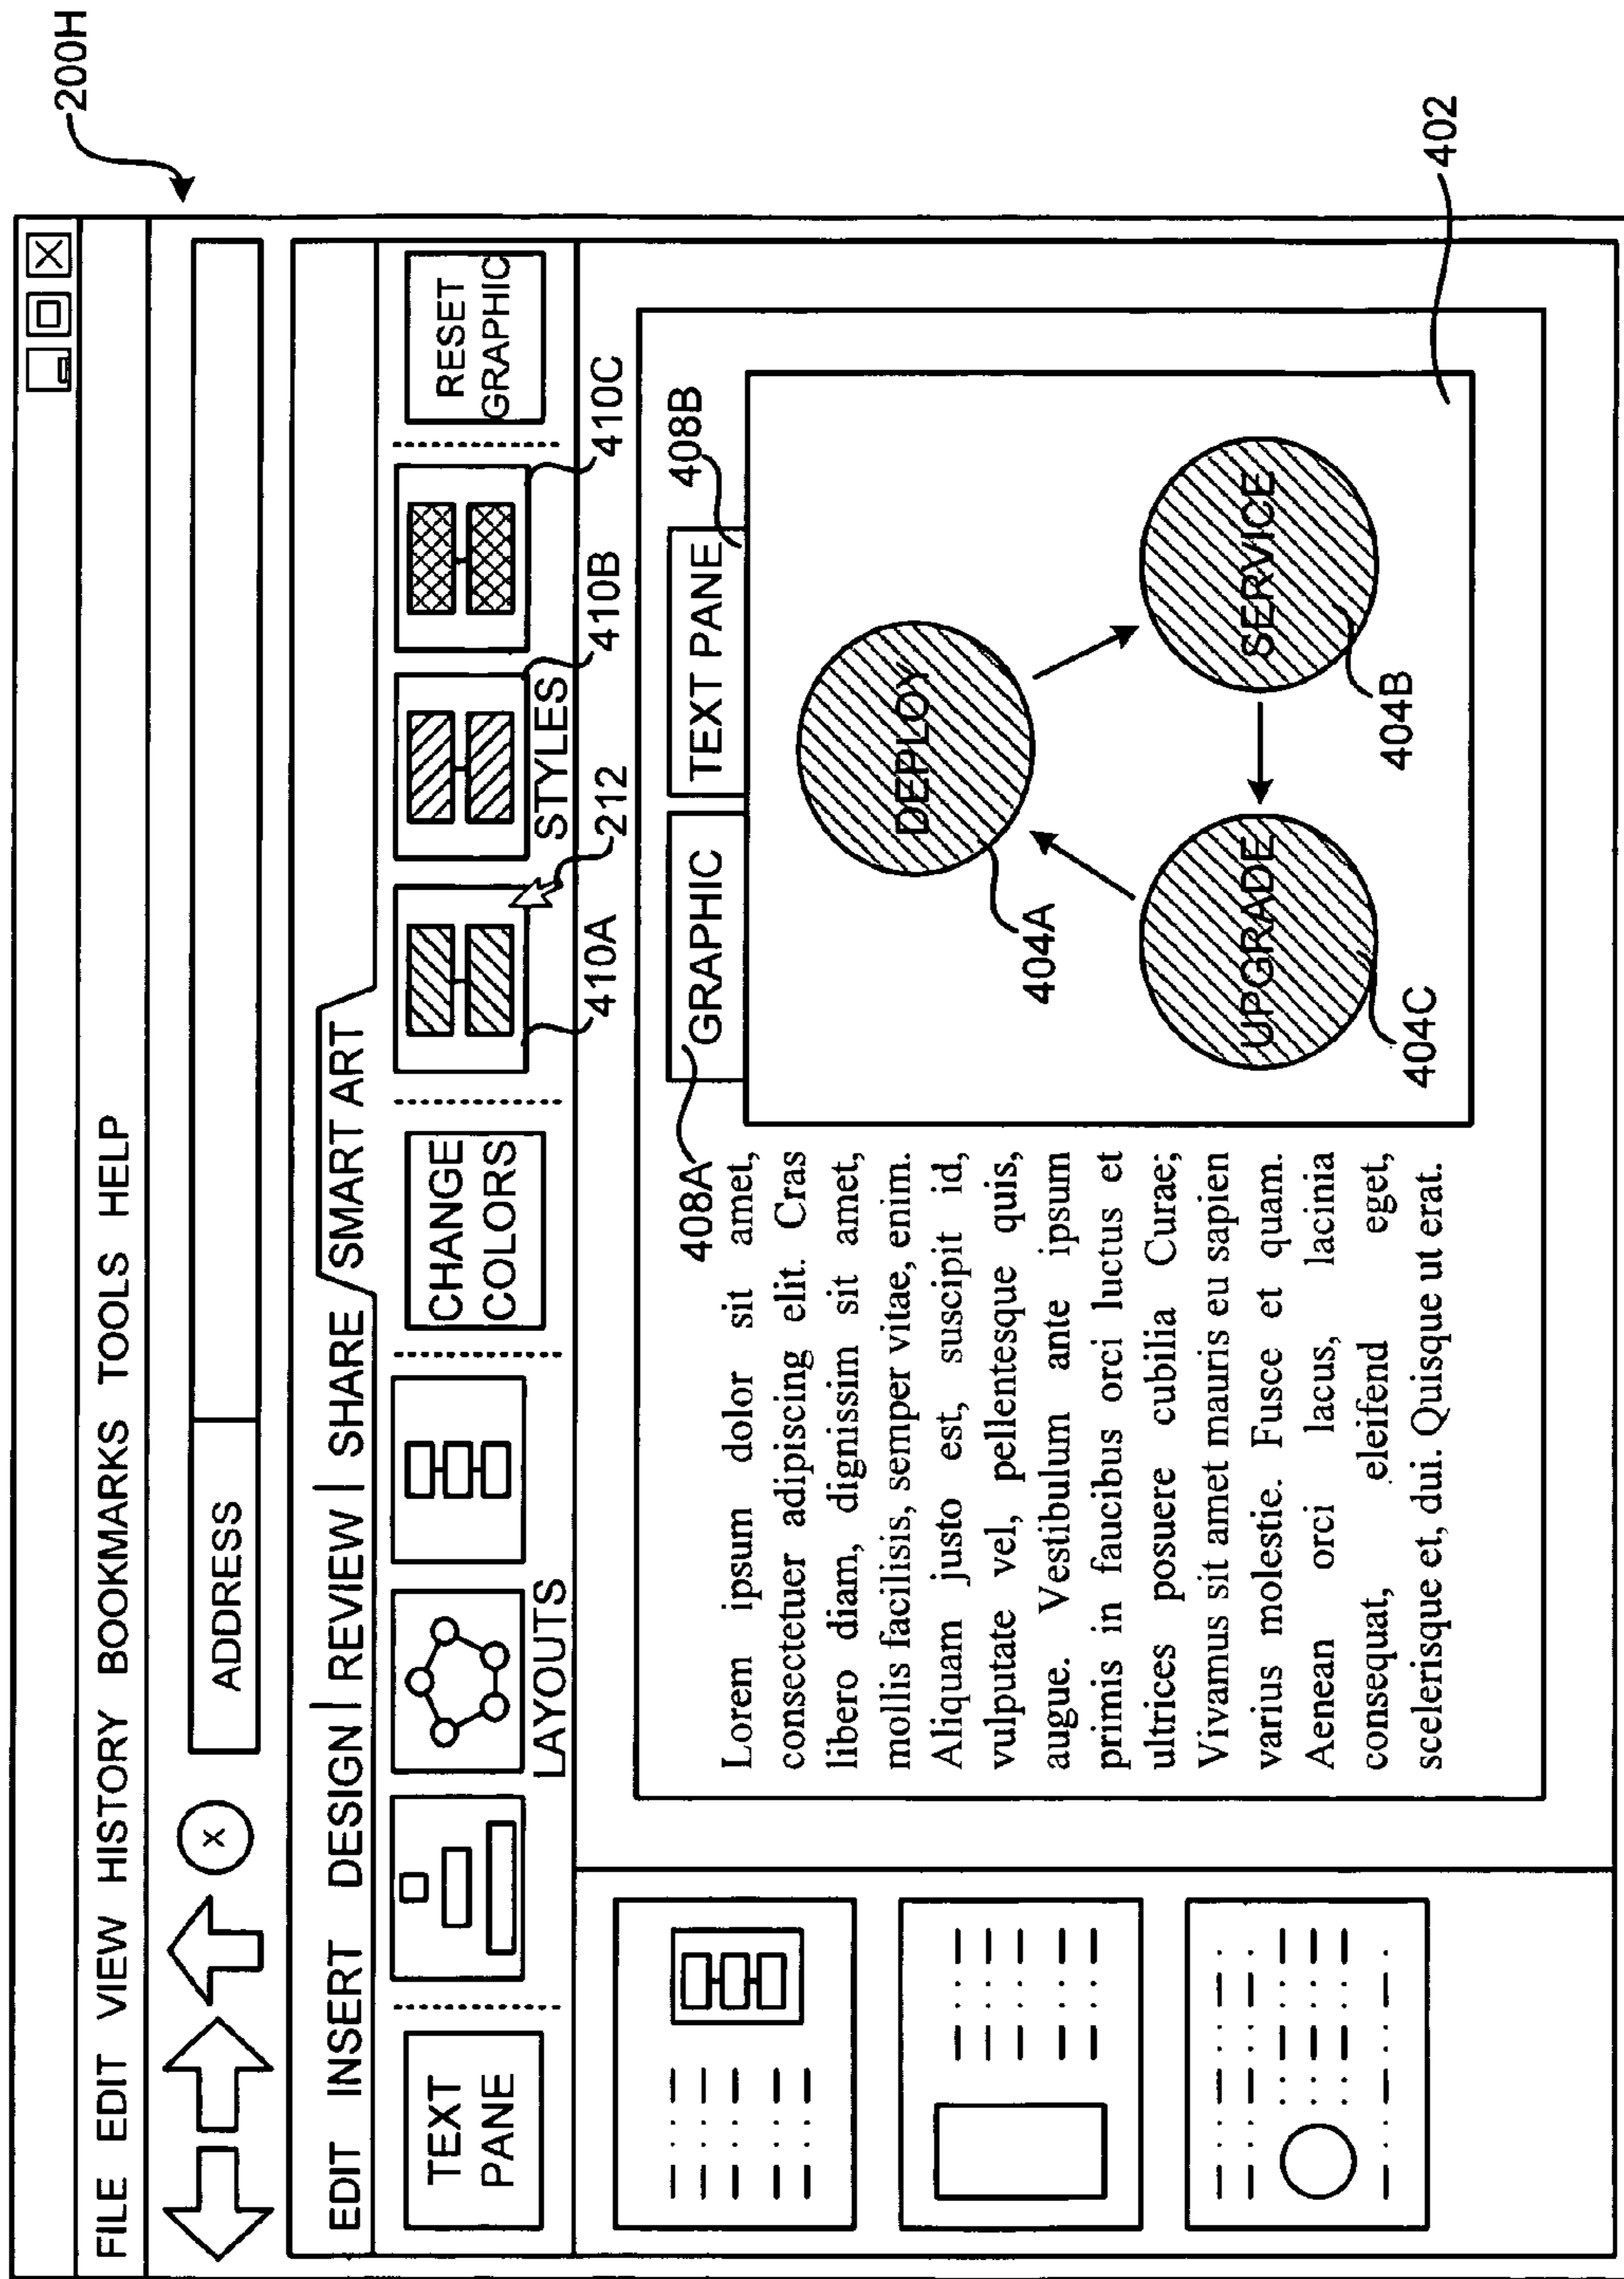 200H
FILE EDIT VIEW HISTORY BOOKMARKS TOOLS HELP
X
X
ADDRESS
EDIT INSERT DESIGN | REVIEW | SHARE / SMART ART
TEXT
PANE
LAYOUTS
CHANGE
COLORS
STYLES
RESET
GRAPHIC
410A
212
410B
410C
408A
GRAPHIC
TEXT PANE
408B
Lorem ipsum dolor sit amet,
consectetuer adipiscing elit. Cras
libero diam, dignissim sit amet,
mollis facilisis, semper vitae, enim.
Aliquam justo est, suscipit id,
vulputate vel, pellentesque quis,
augue. Vestibulum ante ipsum
primis in faucibus orci luctus et
ultrices posuere cubilia Curae;
Vivamus sit amet mauris eu sapien
varius molestie. Fusce et quam.
Aenean orci lacus, lacinia
consequat, eleifend eget,
scelerisque et, dui. Quisque ut erat.
DEPLOY
404A
UPGRADE
SERVICE
404C
404B
402